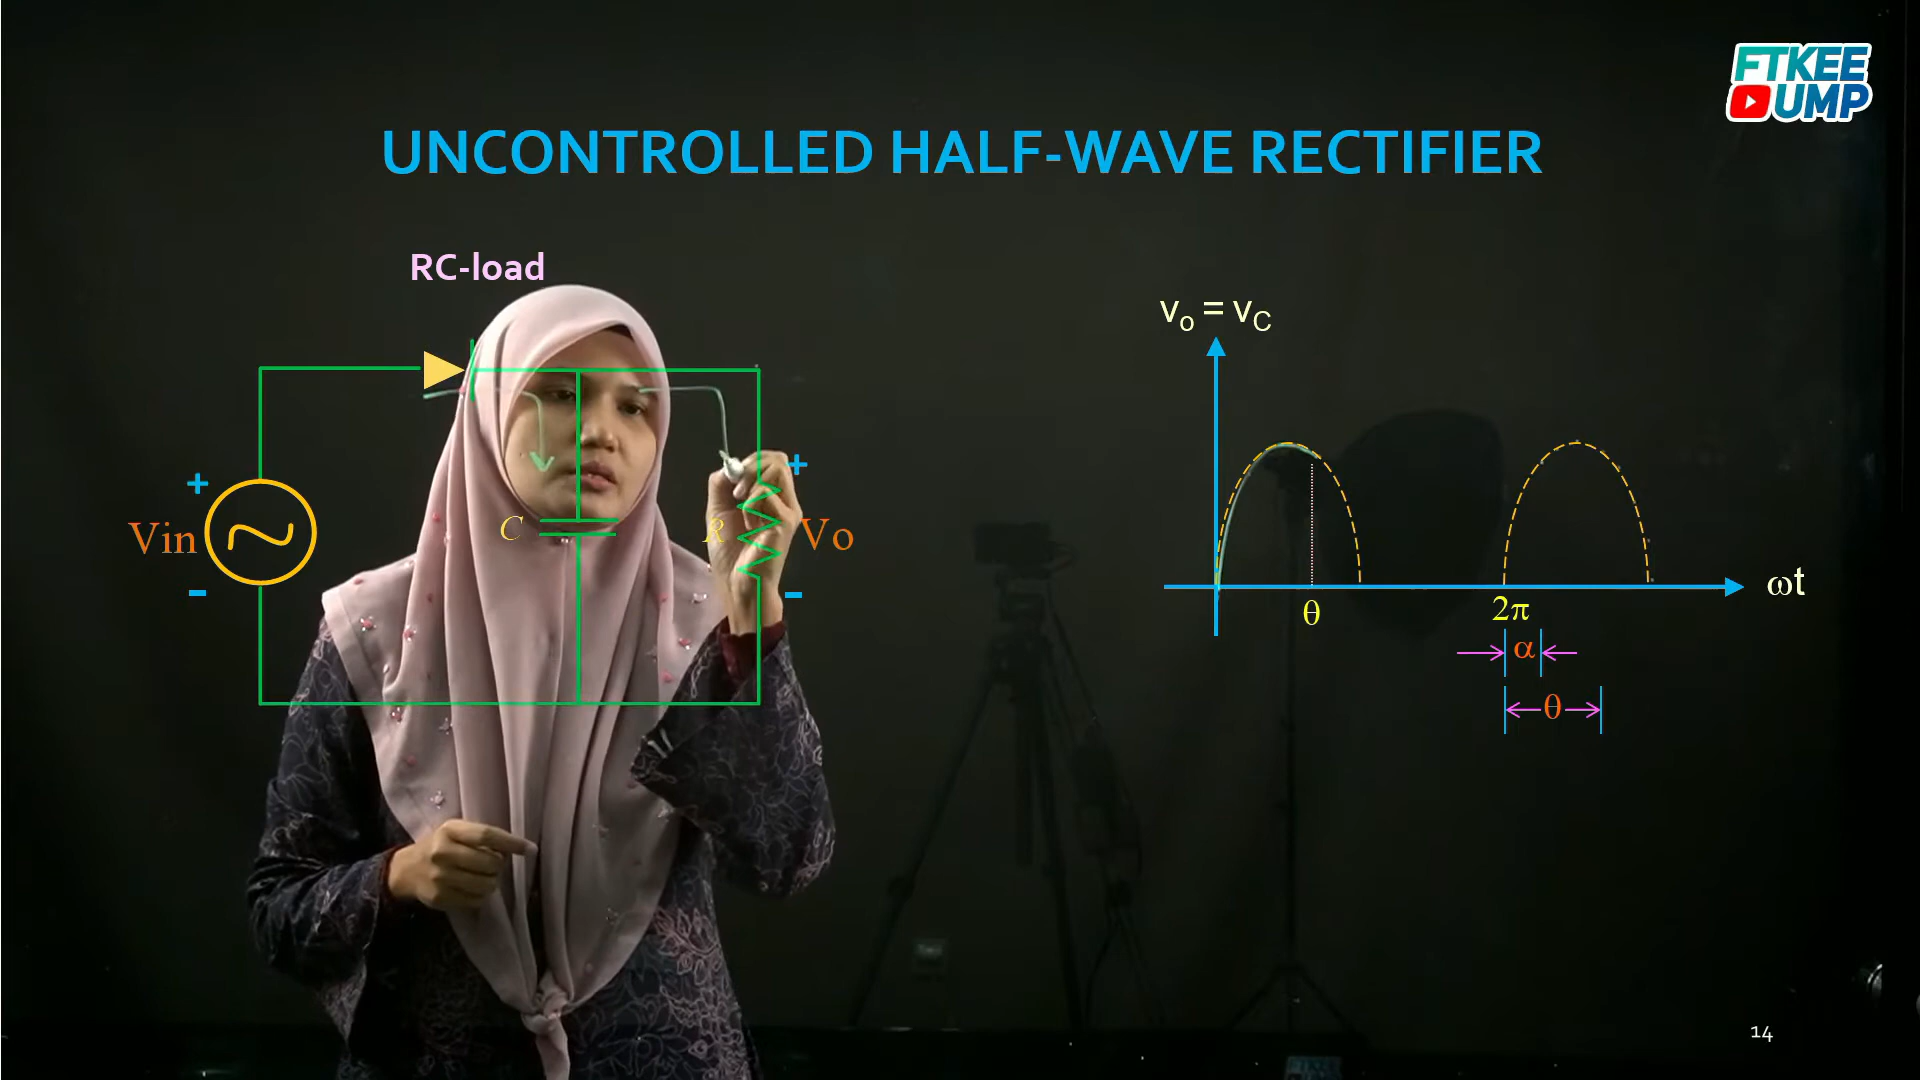 FTKEE
UMP
UNCONTROLLED HALF-WAVE RECTIFIER
RC-load
vo = vC
+
+
C
R
Vin
Vo
-
-
ωt
θ
2π
α
θ
14